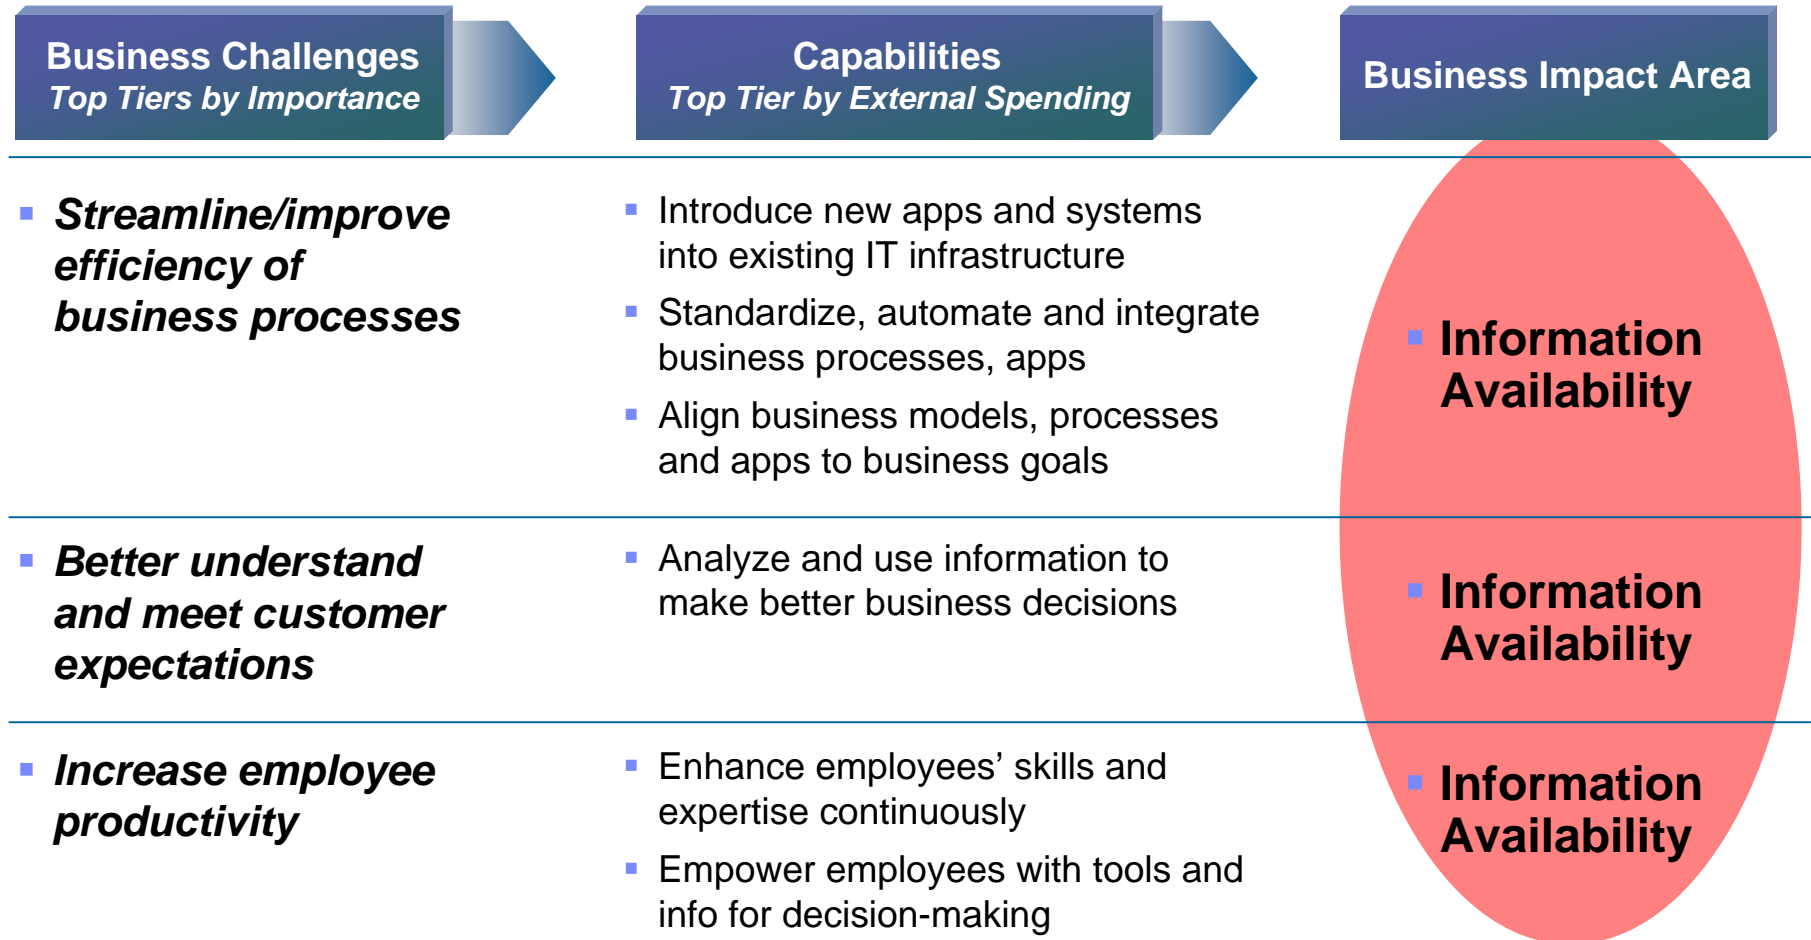 Business Challenges
Top Tiers by Importance
Capabilities
Top Tier by External Spending
Business Impact Area
Streamline/improve
efficiency of
business processes
Introduce new apps and systems
into existing IT infrastructure
Standardize, automate and integrate
business processes, apps
Align business models, processes
and apps to business goals
Information
Availability
Better understand
and meet customer
expectations
Analyze and use information to
make better business decisions
Information
Availability
Increase employee
productivity
Enhance employees’ skills and
expertise continuously
Empower employees with tools and
info for decision-making
Information
Availability